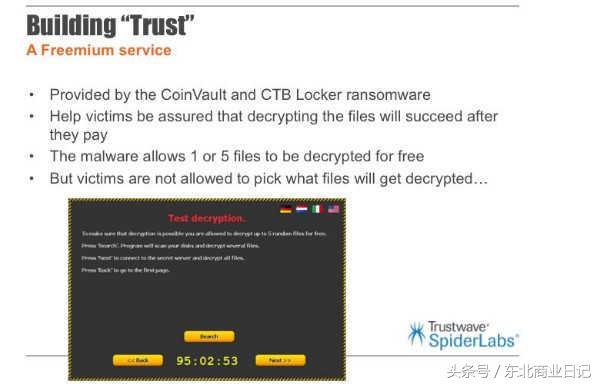 Building “Trust”
A Freemium service
• Provided by the CoinVault and CTB Locker ransomware
• Help victims be assured that decrypting the files will succeed after
they pay
• The malware allows 1 or 5 files to be decrypted for free
• But victims are not allowed to pick what files will get decrypted…
Test decryption.
To make sure that decryption is possible you are allowed to decrypt up to 5 random files for free.
Press "Search". Program will scan your disks and decrypt several files.
Press "Next" to connect to the secret server and decrypt all files.
Press "Back" to go to the first page.
Search
<< Back
95:02:53
Next >>
Trustwave®
SpiderLabs®
头条号 / 东北商业日记